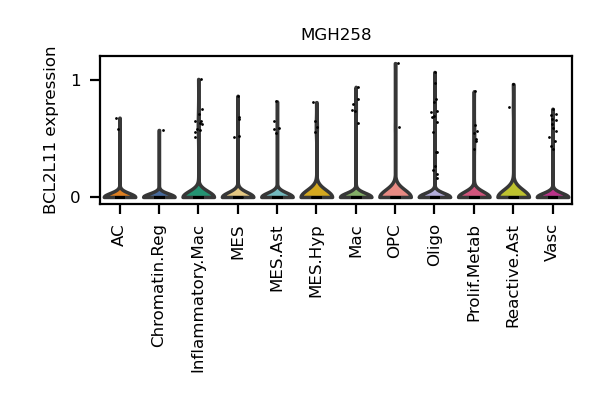 MGH258
BCL2L11 expression
1
0
AC
Chromatin.Reg
Inflammatory.Mac
MES
MES.Ast
MES.Hyp
Mac
OPC
Oligo
Prolif.Metab
Reactive.Ast
Vasc